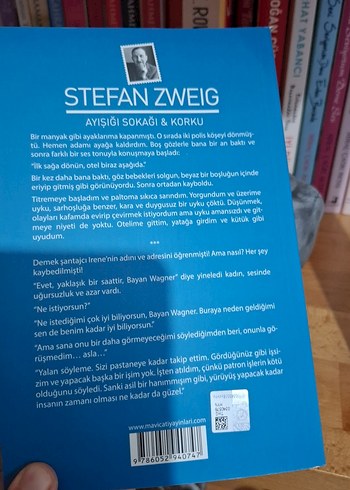 STEFAN ZWEIG
AYIŞIĞI SOKAĞI & KORKU
Bir manyak gibi ayaklarıma kapanmıştı. O sırada iki polis köşeyi dönmüş-
tü. Hemen adamı ayağa kaldırdım. Boş gözlerle bana bir an baktı ve
sonra farklı bir ses tonuyla konuşmaya başladı:
"İlk sağa dönün, otel biraz aşağıda."
Bir kez daha bana baktı, göz bebekleri solgun, beyaz bir boşluğun içinde
eriyip gitmiş gibi görünüyordu. Sonra ortadan kayboldu.
Titremeye başladım ve paltoma sıkıca sarındım. Yorgundum ve üzerime
uyku, sarhoşluğa benzer, kara ve duygusuz bir uyku çöktü. Düşünmek,
olayları kafamda evirip çevirmek istiyordum ama uyku amansızdı ve git-
meye niyeti de yoktu. Otelime gittim, yatağa girdim ve kütük gibi
uyudum.
***
Demek şantajcı Irene'nin adını ve adresini öğrenmişti! Ama nasıl? Her şey
kaybedilmişti!
"Evet, yaklaşık bir saattir, Bayan Wagner" diye yineledi kadın, sesinde
uğursuzluk ve azar vardı.
"Ne istiyorsun?"
"Ne istediğimi çok iyi biliyorsun, Bayan Wagner. Buraya neden geldiğimi
sen de benim kadar iyi biliyorsun."
"Ama sana onu bir daha görmeyeceğimi söylediğimden beri, onunla gö-
rüşmedim... asla..."
"Yalan söyleme. Sizi pastaneye kadar takip ettim. Gördüğünüz gibi işsi-
zim ve yapacak başka bir işim yok. İşten atıldım, çünkü patron işlerin kötü
olduğunu söyledi. Sanki asil bir hanımmışım gibi, yürüyüş yapacak kadar
insanın zamanı olması ne kadar da güzel."
www.mavicatiyayinlari.com
9 786052 940747